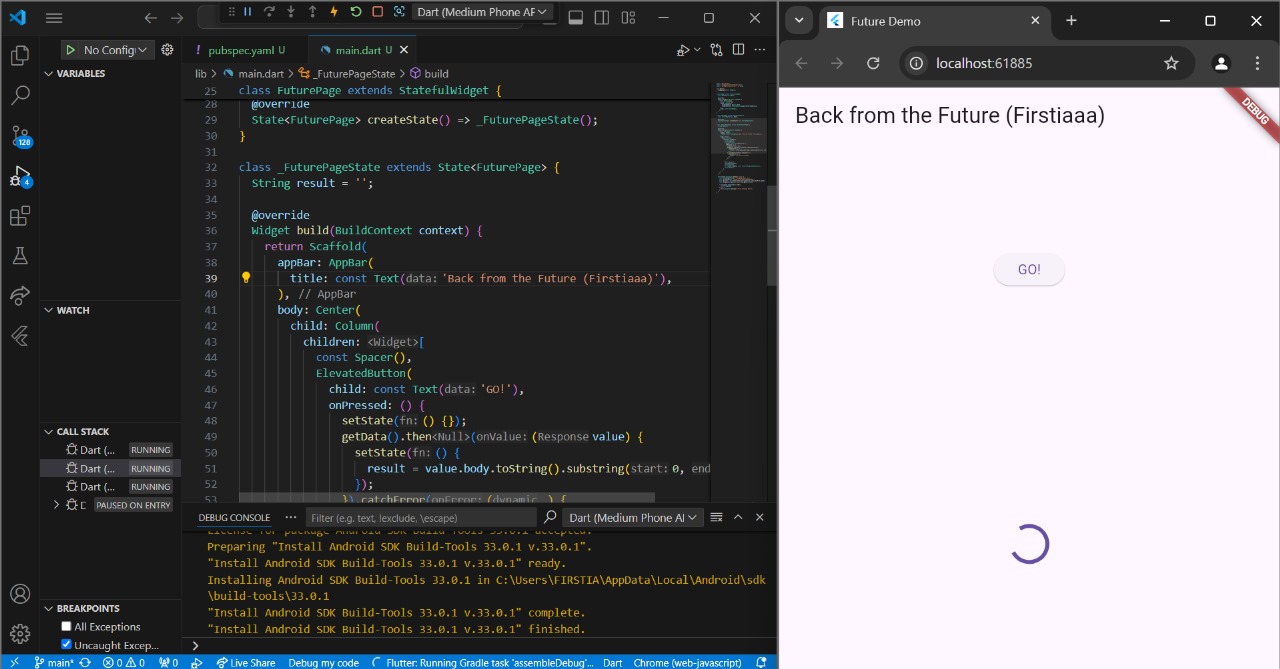 Dart (Medium Phone AF
No Config
pubspec.yaml U
main.dart U
VARIABLES
lib > main.dart > _FuturePageState > build
25 class FuturePage extends StatefulWidget {
28 @override
29 State<FuturePage> createState() => _FuturePageState();
30 }
31
32 class _FuturePageState extends State<FuturePage> {
33 String result = '';
34
35 @override
36 Widget build(BuildContext context) {
37 return Scaffold(
38 appBar: AppBar(
39 title: const Text(data: 'Back from the Future (Firstiaaa)'),
40 ), // AppBar
41 body: Center(
42 child: Column(
43 children: <Widget>[
44 const Spacer(),
45 ElevatedButton(
46 child: const Text(data: 'GO!'),
47 onPressed: () {
48 setState(fn: () {});
49 getData().then<Null>(onValue: (Response value) {
50 setState(fn: () {
51 result = value.body.toString().substring(start: 0, end
52 });
53 }).catchError(onError: (dynamic _) {
128
4
WATCH
CALL STACK
Dart (... RUNNING
Dart (... RUNNING
Dart (... RUNNING
D PAUSED ON ENTRY
BREAKPOINTS
All Exceptions
Uncaught Excep...
DEBUG CONSOLE
Filter (e.g. text, !exclude, \escape)
Dart (Medium Phone AI
License for package Android SDK Build-Tools 33.0.1 accepted.
Preparing "Install Android SDK Build-Tools 33.0.1 v.33.0.1".
"Install Android SDK Build-Tools 33.0.1 v.33.0.1" ready.
Installing Android SDK Build-Tools 33.0.1 in C:\Users\FIRSTIA\AppData\Local\Android\sdk
\build-tools\33.0.1
"Install Android SDK Build-Tools 33.0.1 v.33.0.1" complete.
"Install Android SDK Build-Tools 33.0.1 v.33.0.1" finished.
main* 0 0 0 Live Share Debug my code Flutter: Running Gradle task 'assembleDebug'... Dart Chrome (web-javascript)
Future Demo
localhost:61885
DEBUG
Back from the Future (Firstiaaa)
GO!